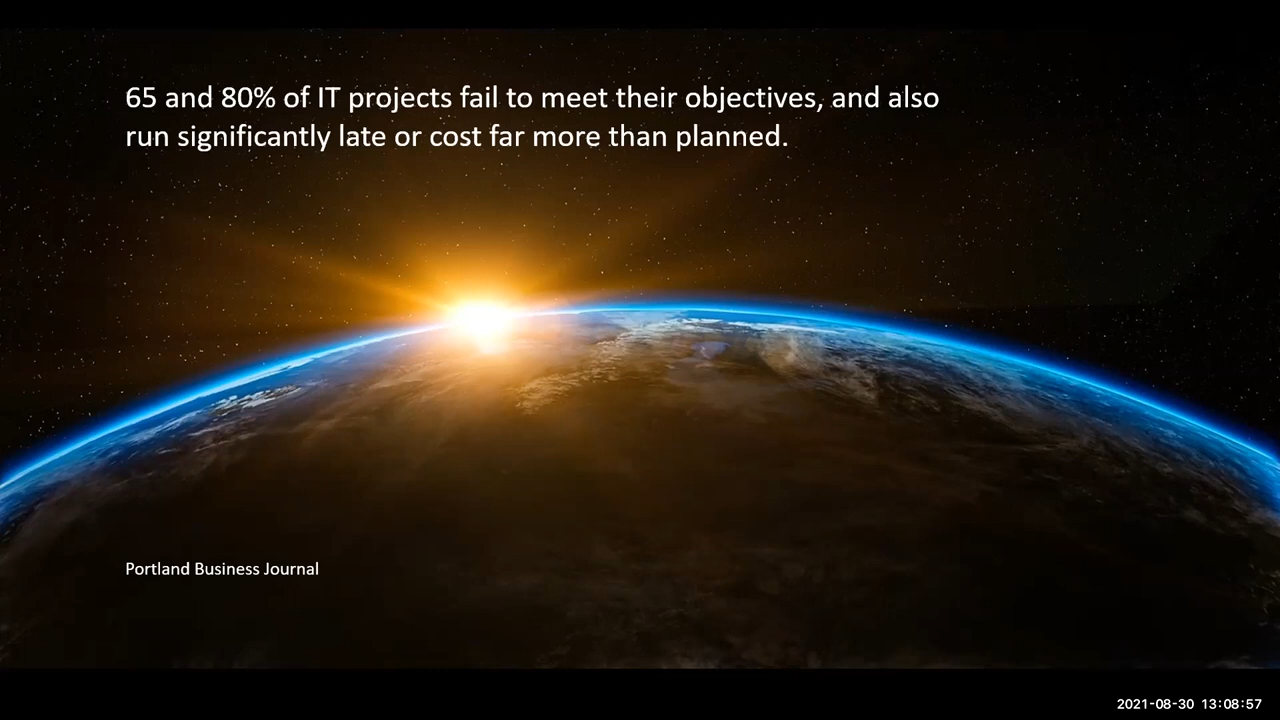 65 and 80% of IT projects fail to meet their objectives, and also
run significantly late or cost far more than planned.
Portland Business Journal
2021-08-30 13:08:57